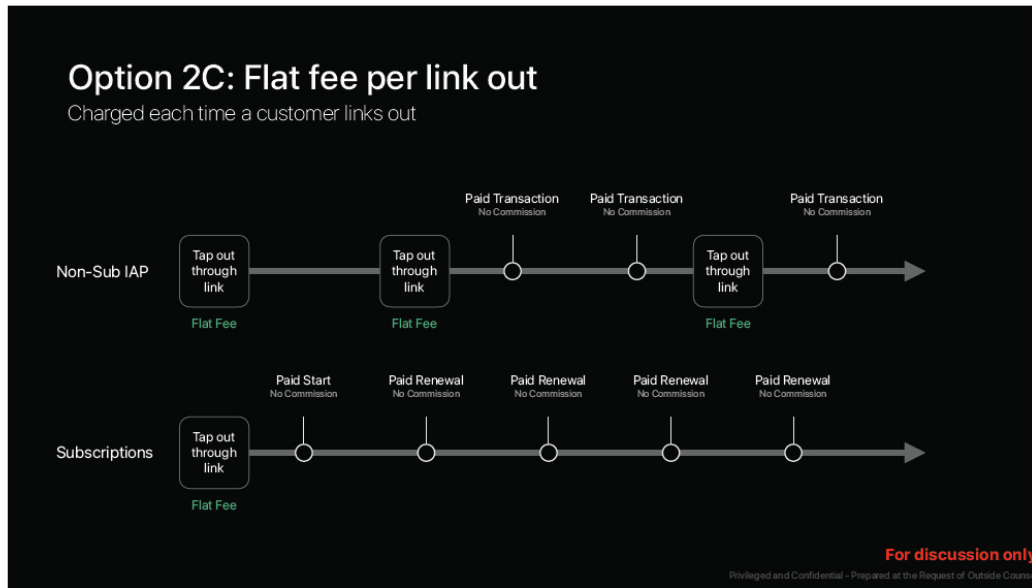 Option 2C: Flat fee per link out
Charged each time a customer links out
Paid Transaction
No Commission
Paid Transaction
No Commission
Paid Transaction
No Commission
Non-Sub IAP
Tap out
through
link
Tap out
through
link
Tap out
through
link
Flat Fee
Flat Fee
Flat Fee
Paid Start
No Commission
Paid Renewal
No Commission
Paid Renewal
No Commission
Paid Renewal
No Commission
Paid Renewal
No Commission
Subscriptions
Tap out
through
link
Flat Fee
For discussion only
Privileged and Confidential – Prepared at the Request of Outside